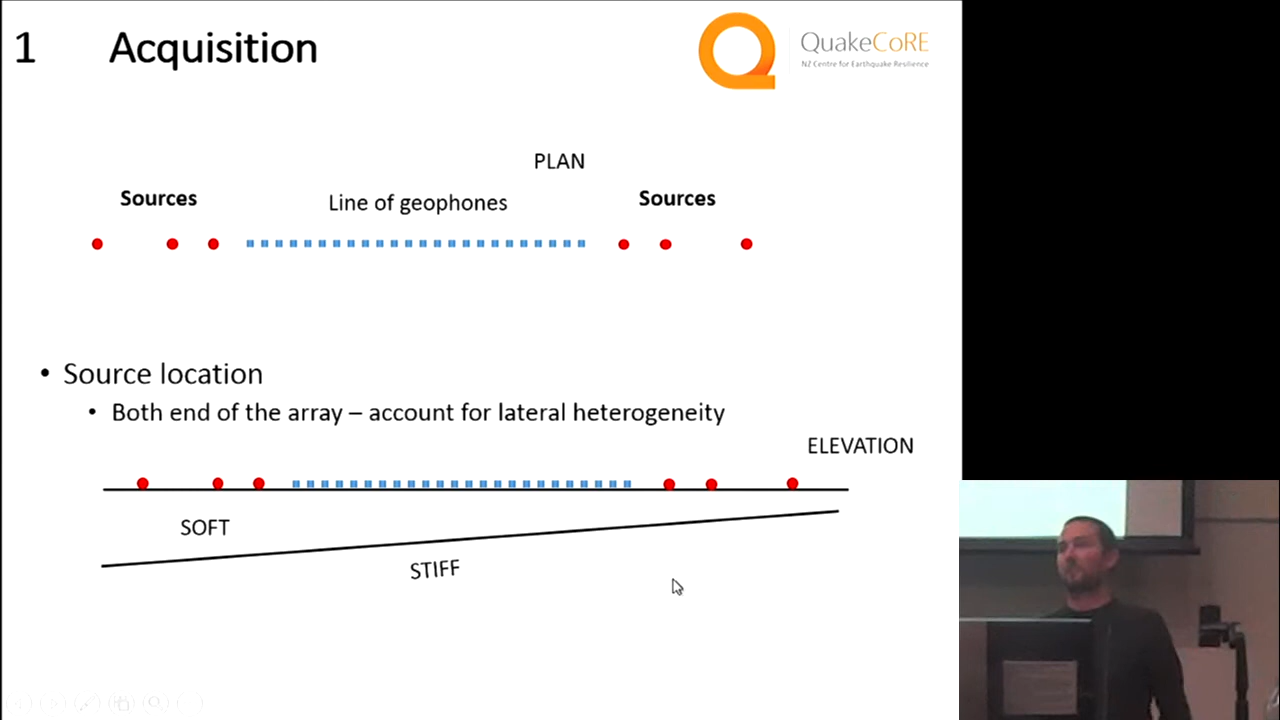 1 Acquisition
QuakeCoRE
NZ Centre for Earthquake Resilience
PLAN
Sources
Line of geophones
Sources
• Source location
• Both end of the array – account for lateral heterogeneity
ELEVATION
SOFT
STIFF